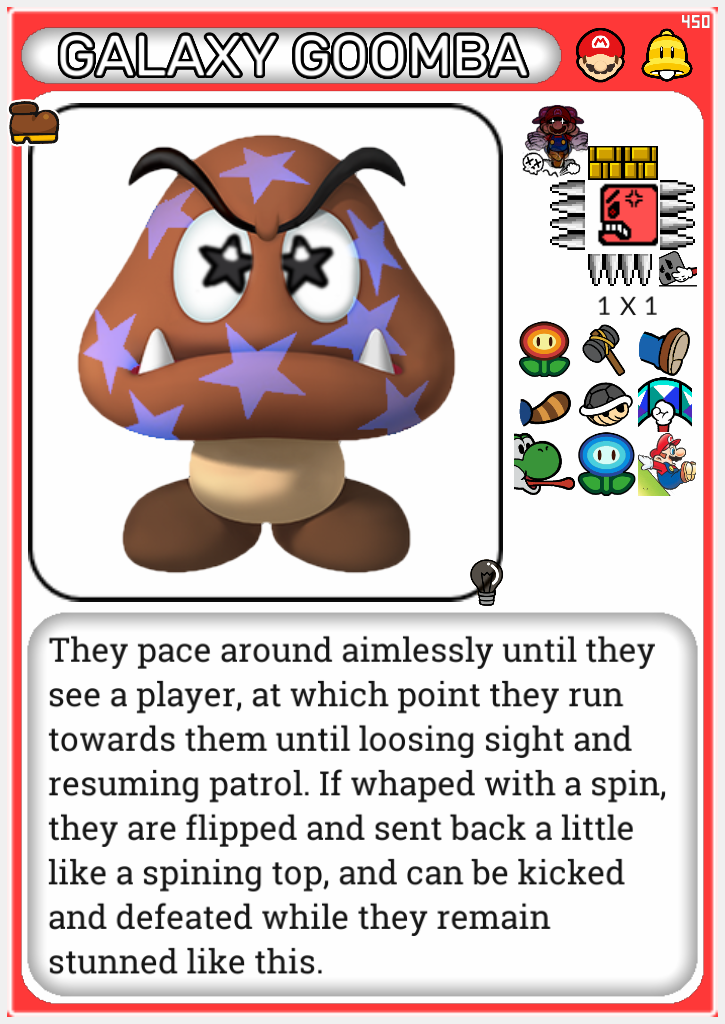 450
GALAXY GOOMBA
1 X 1
They pace around aimlessly until they
see a player, at which point they run
towards them until loosing sight and
resuming patrol. If whaped with a spin,
they are flipped and sent back a little
like a spining top, and can be kicked
and defeated while they remain
stunned like this.